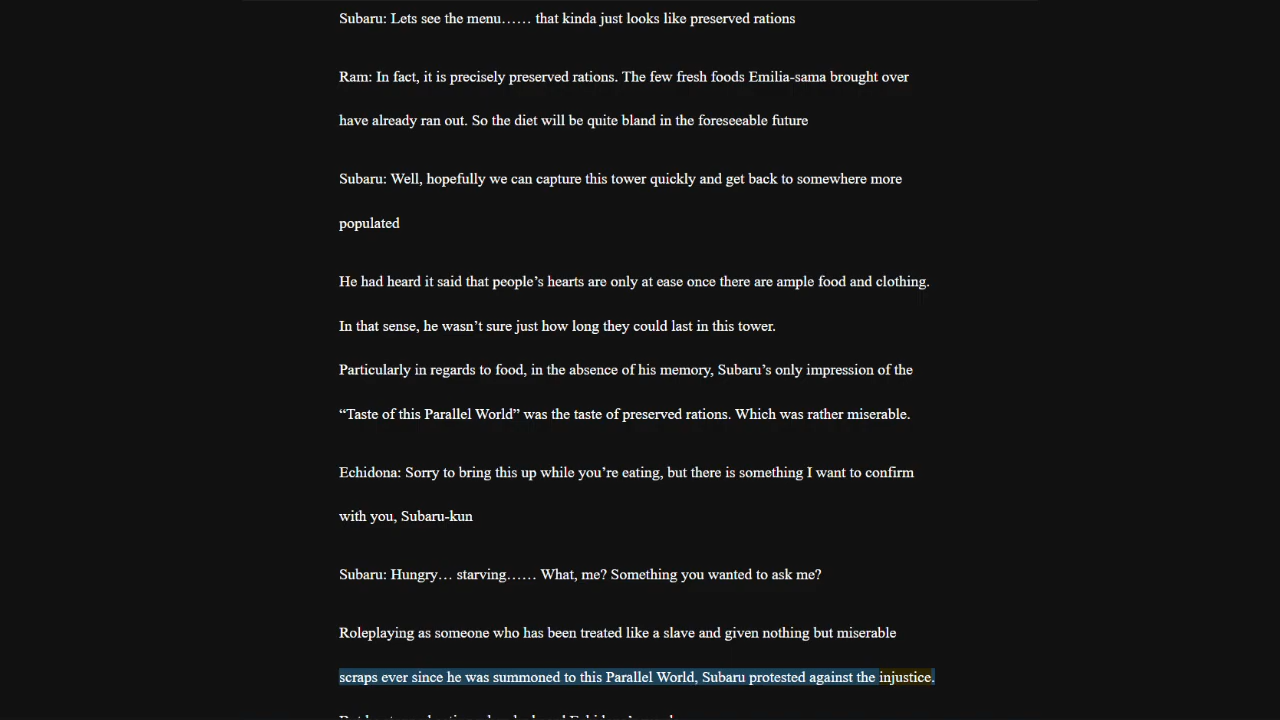 Subaru: Lets see the menu…… that kinda just looks like preserved rations
Ram: In fact, it is precisely preserved rations. The few fresh foods Emilia-sama brought over
have already ran out. So the diet will be quite bland in the foreseeable future
Subaru: Well, hopefully we can capture this tower quickly and get back to somewhere more
populated
He had heard it said that people’s hearts are only at ease once there are ample food and clothing.
In that sense, he wasn’t sure just how long they could last in this tower.
Particularly in regards to food, in the absence of his memory, Subaru’s only impression of the
“Taste of this Parallel World” was the taste of preserved rations. Which was rather miserable.
Echidona: Sorry to bring this up while you’re eating, but there is something I want to confirm
with you, Subaru-kun
Subaru: Hungry… starving…… What, me? Something you wanted to ask me?
Roleplaying as someone who has been treated like a slave and given nothing but miserable
scraps ever since he was summoned to this Parallel World, Subaru protested against the injustice.